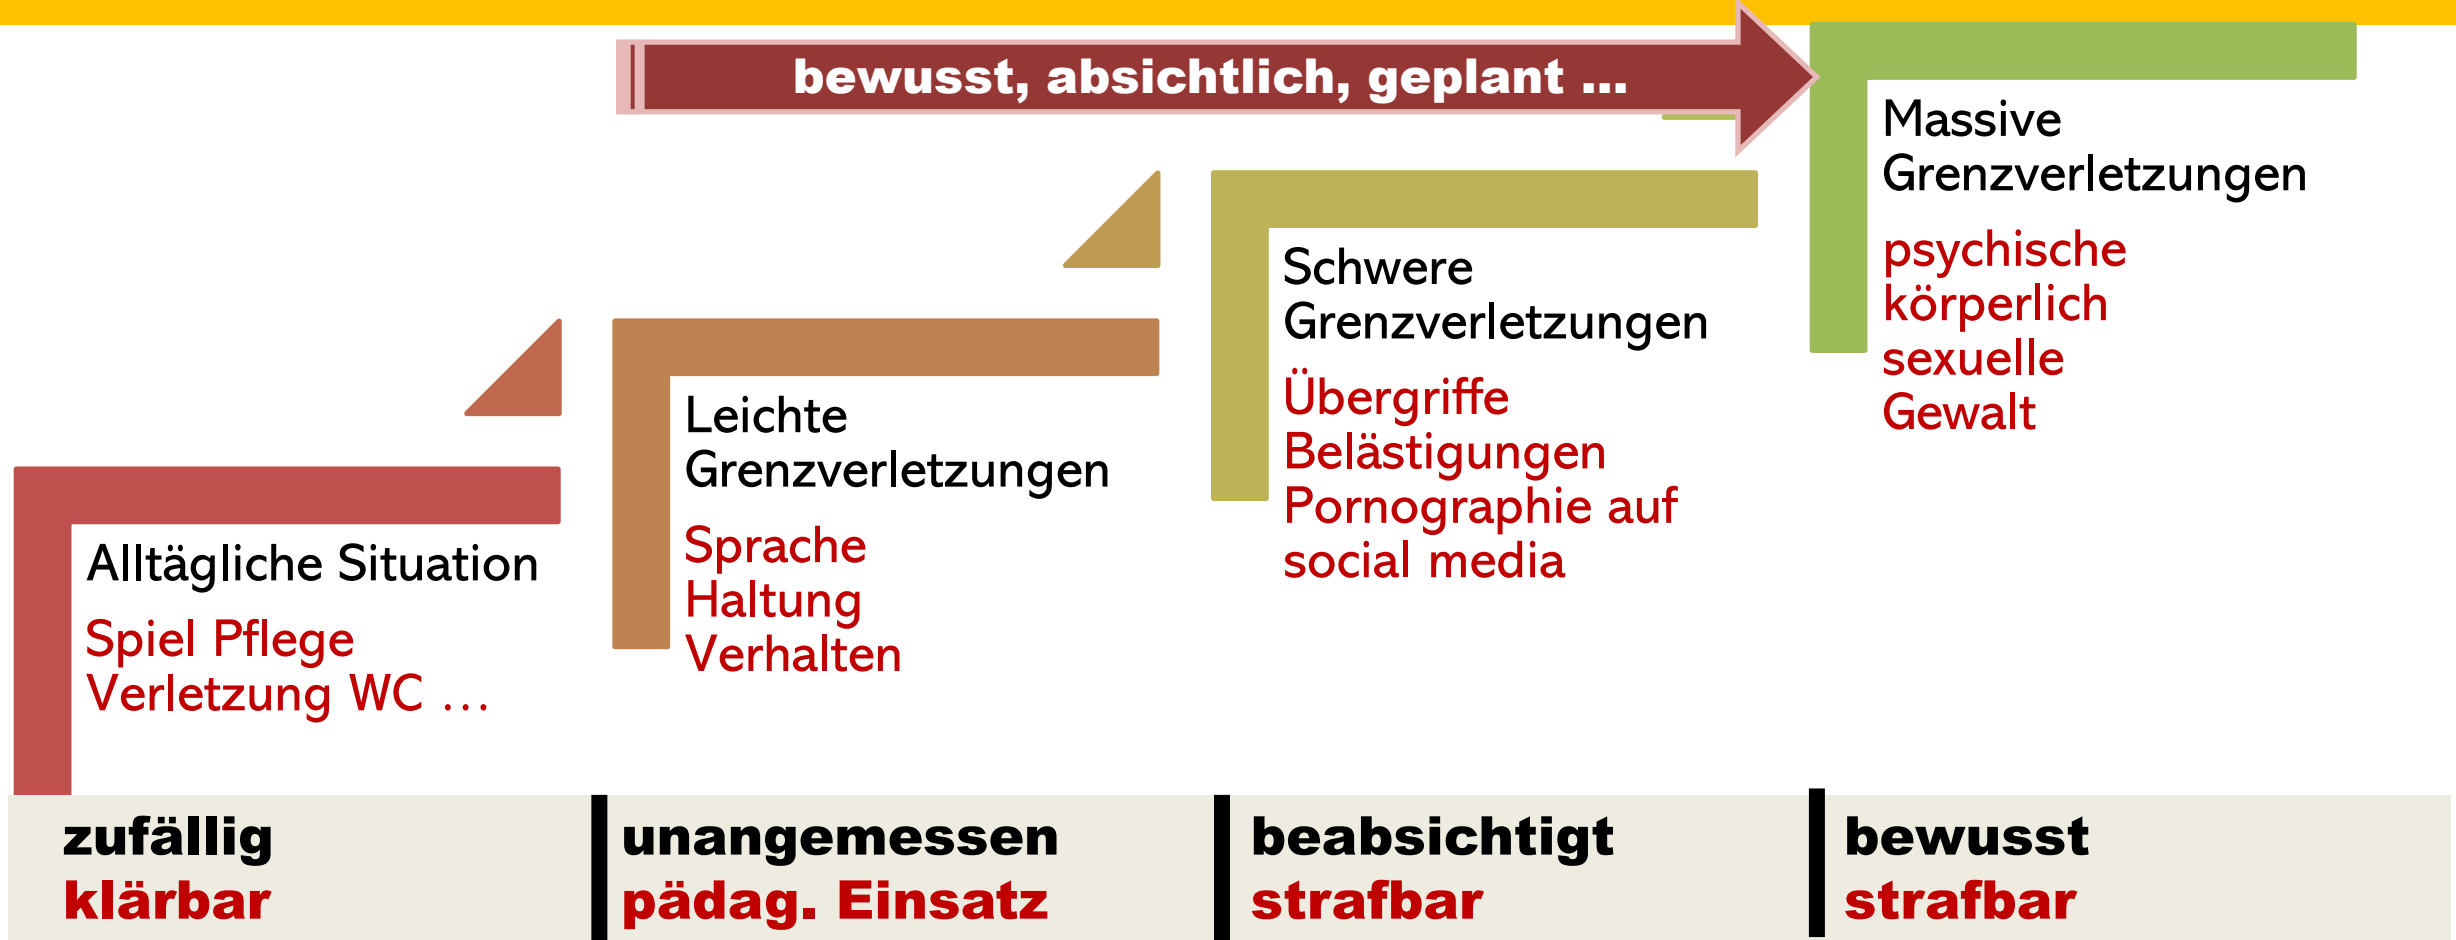 bewusst, absichtlich, geplant ...
Alltägliche Situation
Spiel Pflege
Verletzung WC …
Leichte
Grenzverletzungen
Sprache
Haltung
Verhalten
Schwere
Grenzverletzungen
Übergriffe
Belästigungen
Pornographie auf
social media
Massive
Grenzverletzungen
psychische
körperlich
sexuelle
Gewalt
zufällig
klärbar
unangemessen
pädag. Einsatz
beabsichtigt
strafbar
bewusst
strafbar